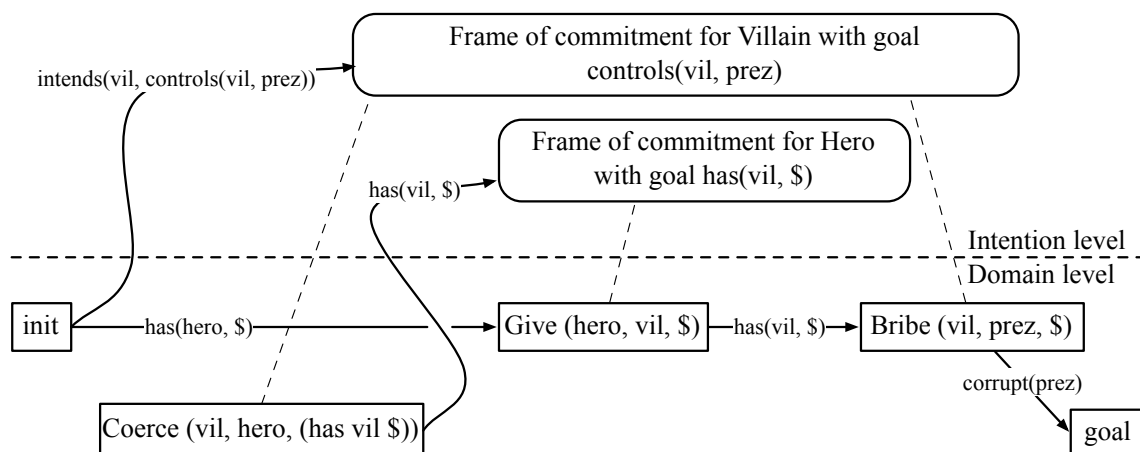 Frame of commitment for Villain with goal
controls(vil, prez)
intends(vil, controls(vil, prez))
Frame of commitment for Hero
with goal has(vil, $)
has(vil, $)
Intention level
Domain level
init
has(hero, $)
Give (hero, vil, $)
has(vil, $)
Bribe (vil, prez, $)
corrupt(prez)
Coerce (vil, hero, (has vil $))
goal